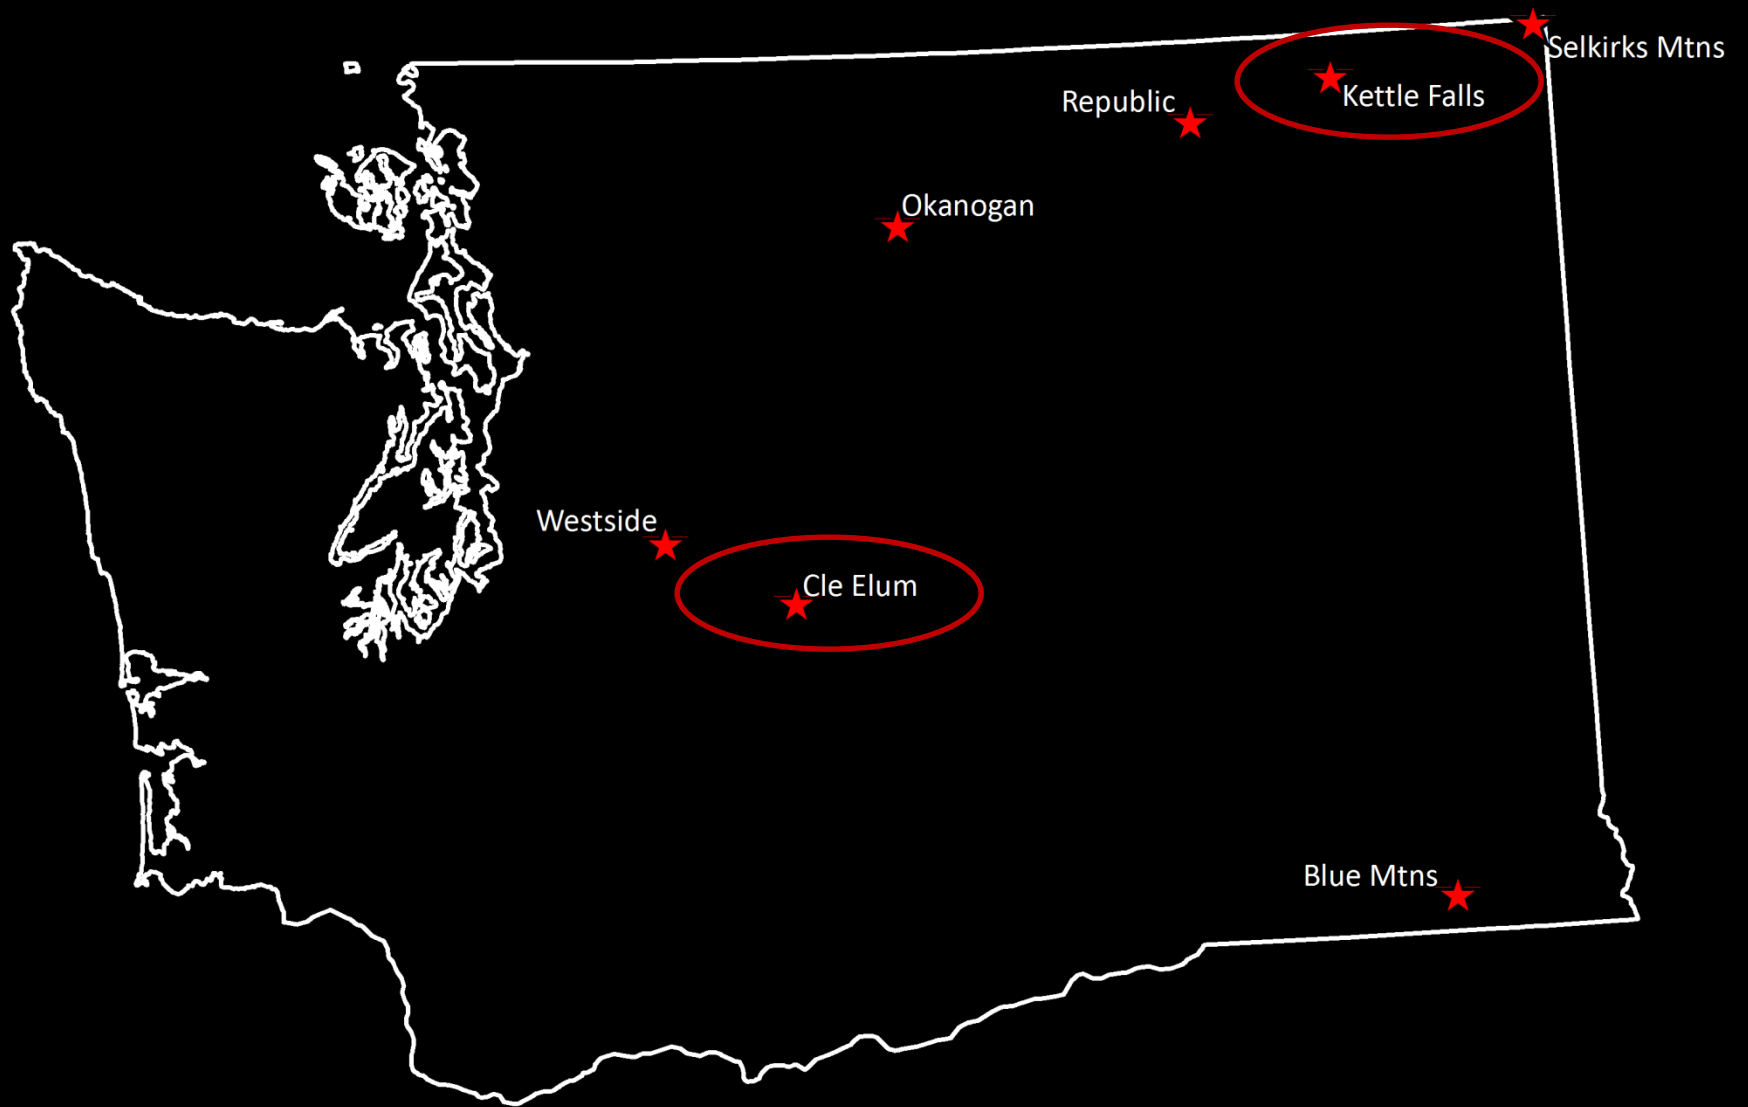 Selkirks Mtns
Kettle Falls
Republic
Okanogan
Westside
Cle Elum
Blue Mtns